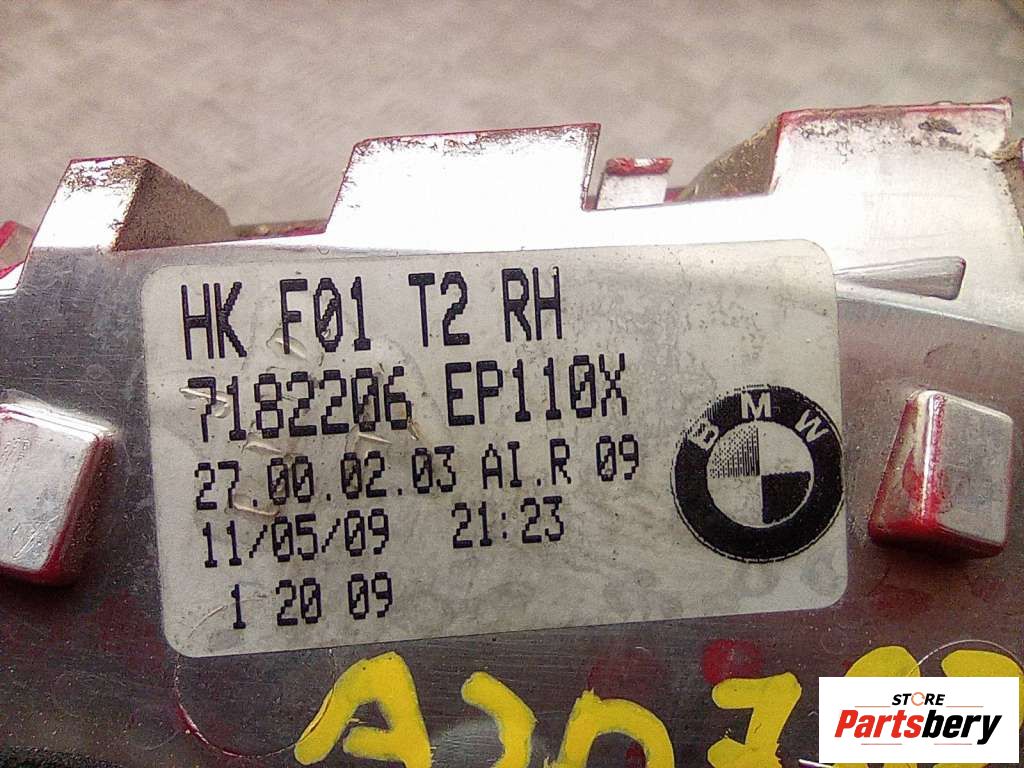 HK F01 T2 RH
7182206 EP110X
27.00.02.03 AI.R 09
11/05/09 21:23
1 20 09
BMW
STORE
Partsbery